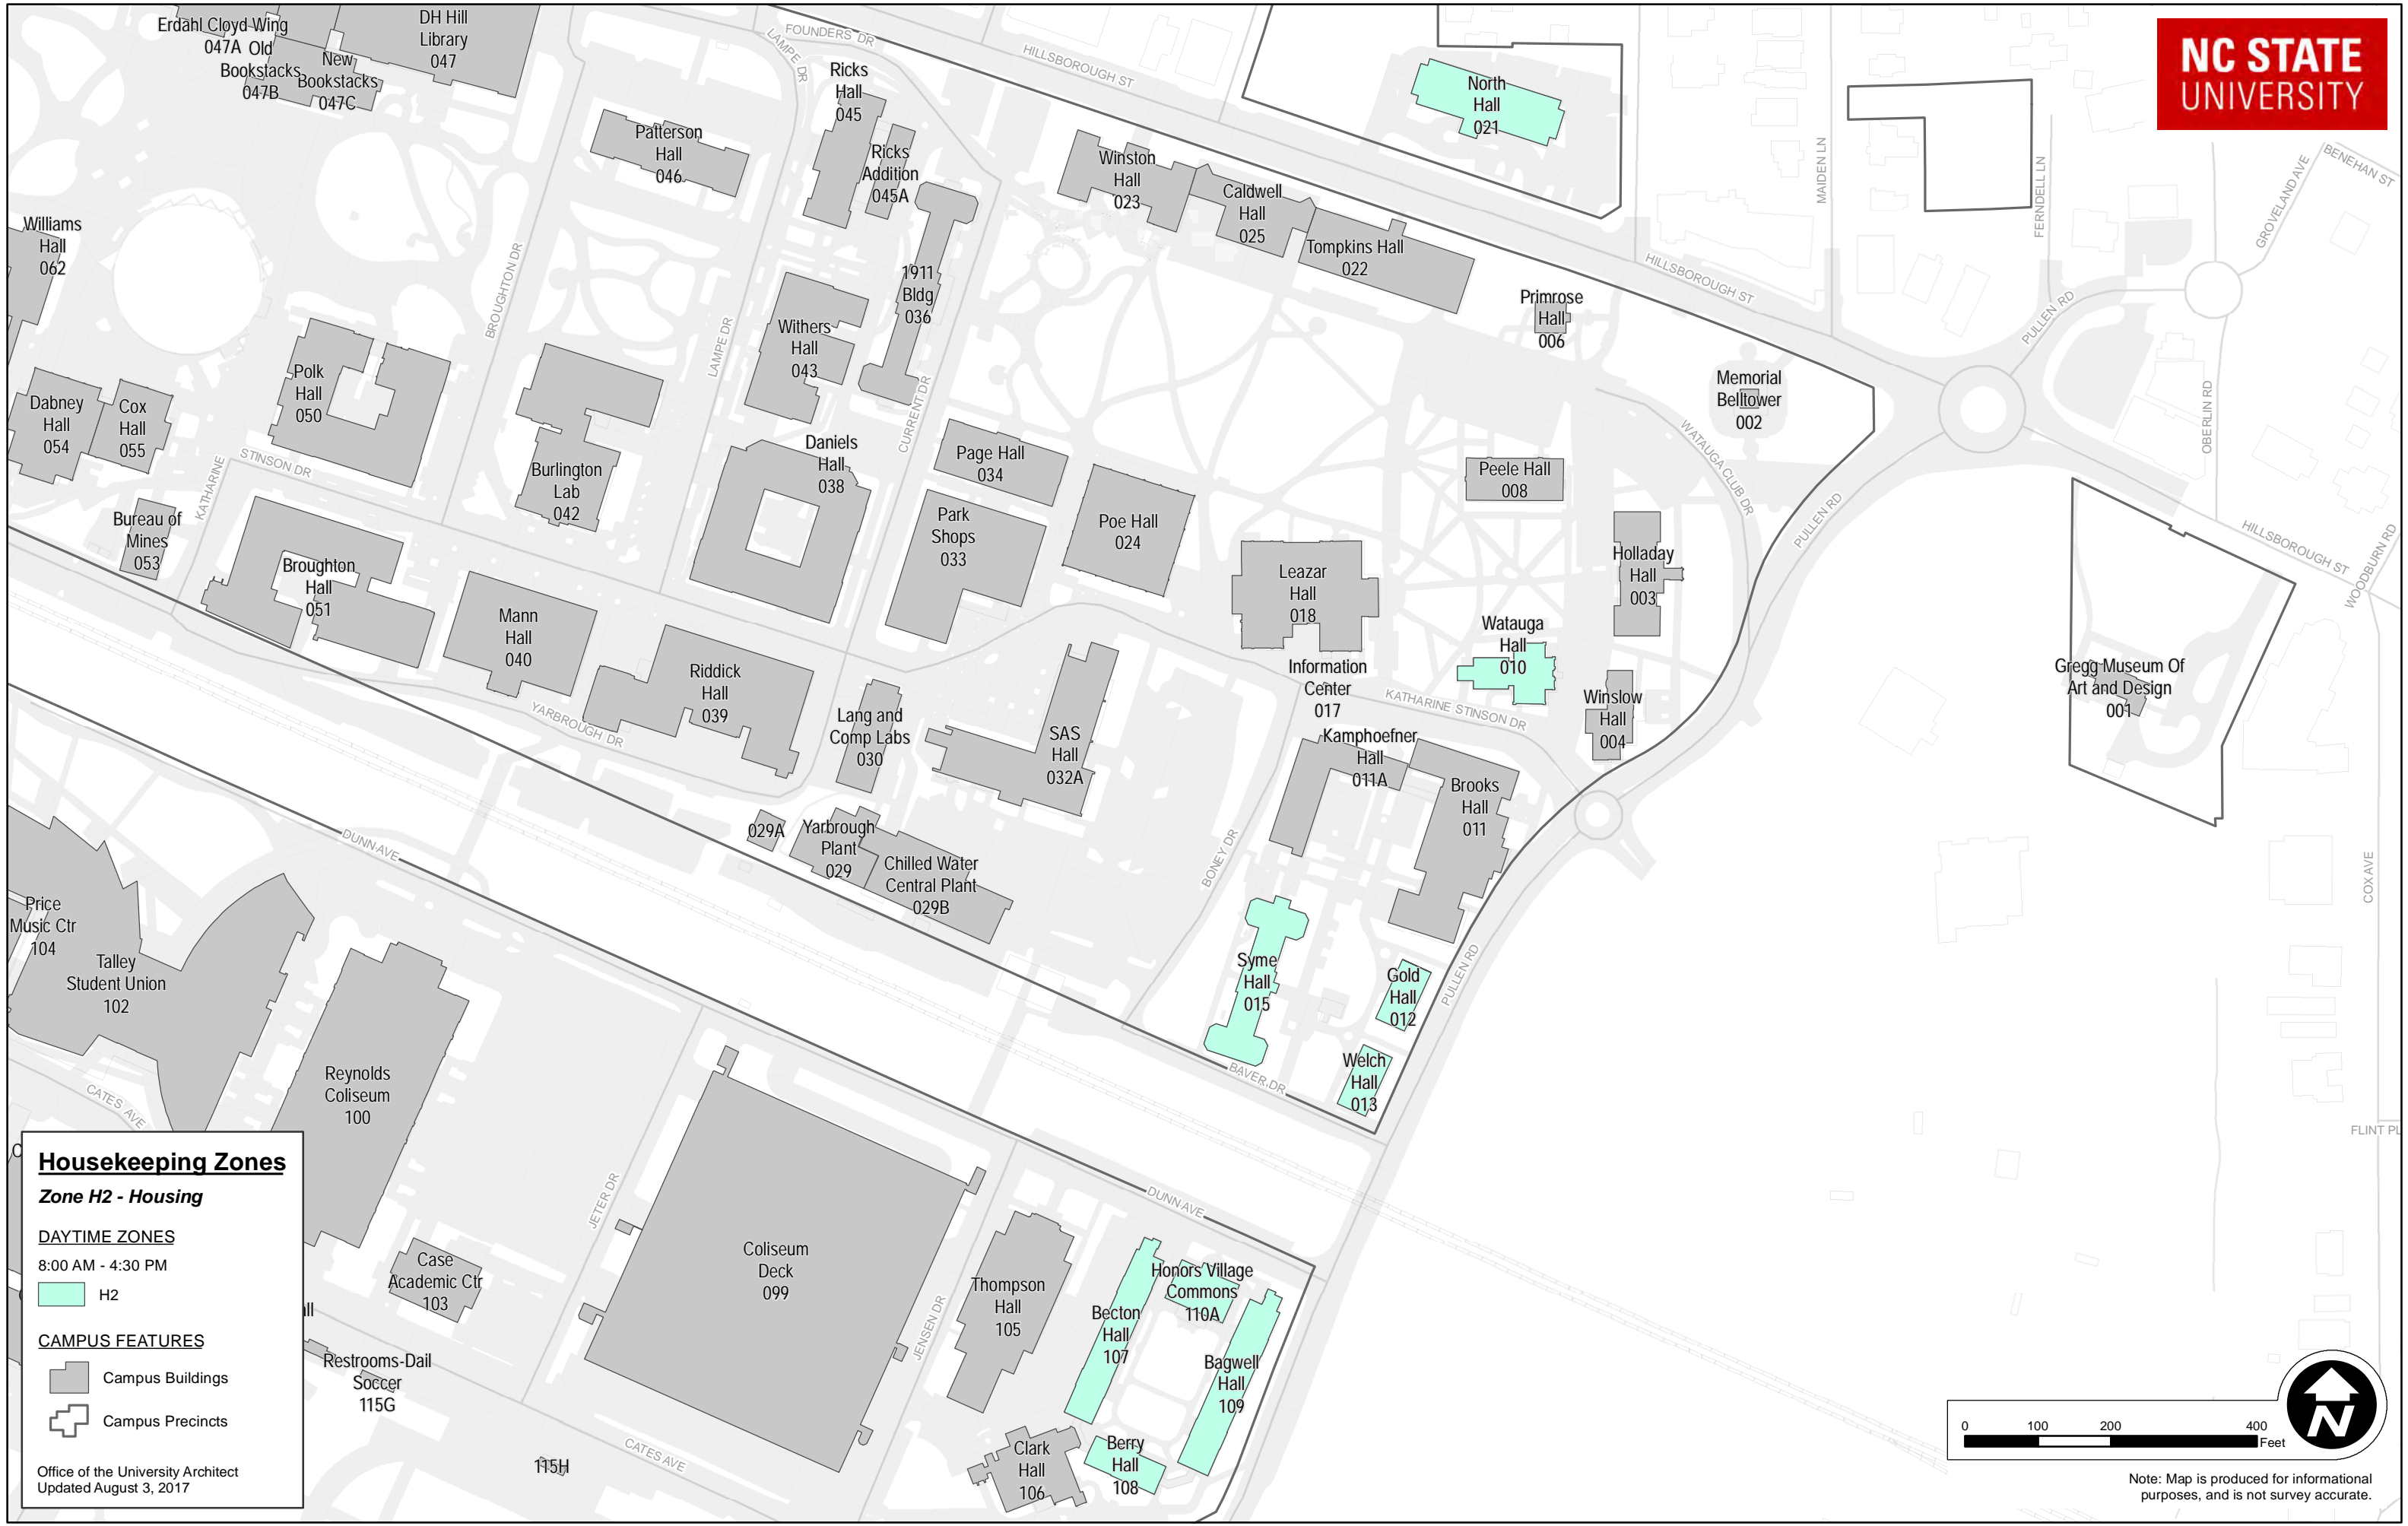 Erdahl Cloyd Wing
047A
Old
Bookstacks
047B
New
Bookstacks
047C
DH Hill
Library
047
FOUNDERS DR
LAMPE DR
HILLSBOROUGH ST
Ricks
Hall
045
Ricks
Addition
045A
Patterson
Hall
046
North
Hall
021
NC STATE
UNIVERSITY
Winston
Hall
023
Caldwell
Hall
025
Tompkins Hall
022
MAIDEN LN
FERNDELL LN
GROVELAND AVE
BENEHAN ST
Williams
Hall
062
BROUGHTON DR
1911
Bldg
036
HILLSBOROUGH ST
PULLEN RD
Primrose
Hall
006
Withers
Hall
043
LAMPE DR
CURRENT DR
Polk
Hall
050
Dabney
Hall
054
Cox
Hall
055
Memorial
Belltower
002
WATAUGA CLUB DR
OBERLIN RD
KATHARINE
STINSON DR
Burlington
Lab
042
Daniels
Hall
038
Page Hall
034
Peele Hall
008
PULLEN RD
Bureau of
Mines
053
Park
Shops
033
Poe Hall
024
HILLSBOROUGH ST
WOODBURN RD
Broughton
Hall
051
Leazar
Hall
018
Holladay
Hall
003
Mann
Hall
040
Watauga
Hall
010
Riddick
Hall
039
Information
Center
017
KATHARINE STINSON DR
Winslow
Hall
004
Gregg Museum Of
Art and Design
001
YARBROUGH DR
Lang and
Comp Labs
030
SAS
Hall
032A
Kamphoefner
Hall
011A
Brooks
Hall
011
DUNN AVE
029A
Yarbrough
Plant
029
Chilled Water
Central Plant
029B
BONEY DR
COX AVE
Price
Music Ctr
104
Talley
Student Union
102
Syme
Hall
015
Gold
Hall
012
PULLEN RD
Reynolds
Coliseum
100
CATES AVE
Welch
Hall
013
BAVER DR
FLINT PL
JETER DR
DUNN AVE
Coliseum
Deck
099
Case
Academic Ctr
103
Thompson
Hall
105
JENSEN DR
Honors Village
Commons
110A
Becton
Hall
107
Bagwell
Hall
109
Restrooms-Dail
Soccer
115G
all
115H
CATES AVE
Clark
Hall
106
Berry
Hall
108
Housekeeping Zones
Zone H2 - Housing
DAYTIME ZONES
8:00 AM - 4:30 PM
H2
CAMPUS FEATURES
Campus Buildings
Campus Precincts
Office of the University Architect
Updated August 3, 2017
0 100 200 400
Feet
N
Note: Map is produced for informational
purposes, and is not survey accurate.